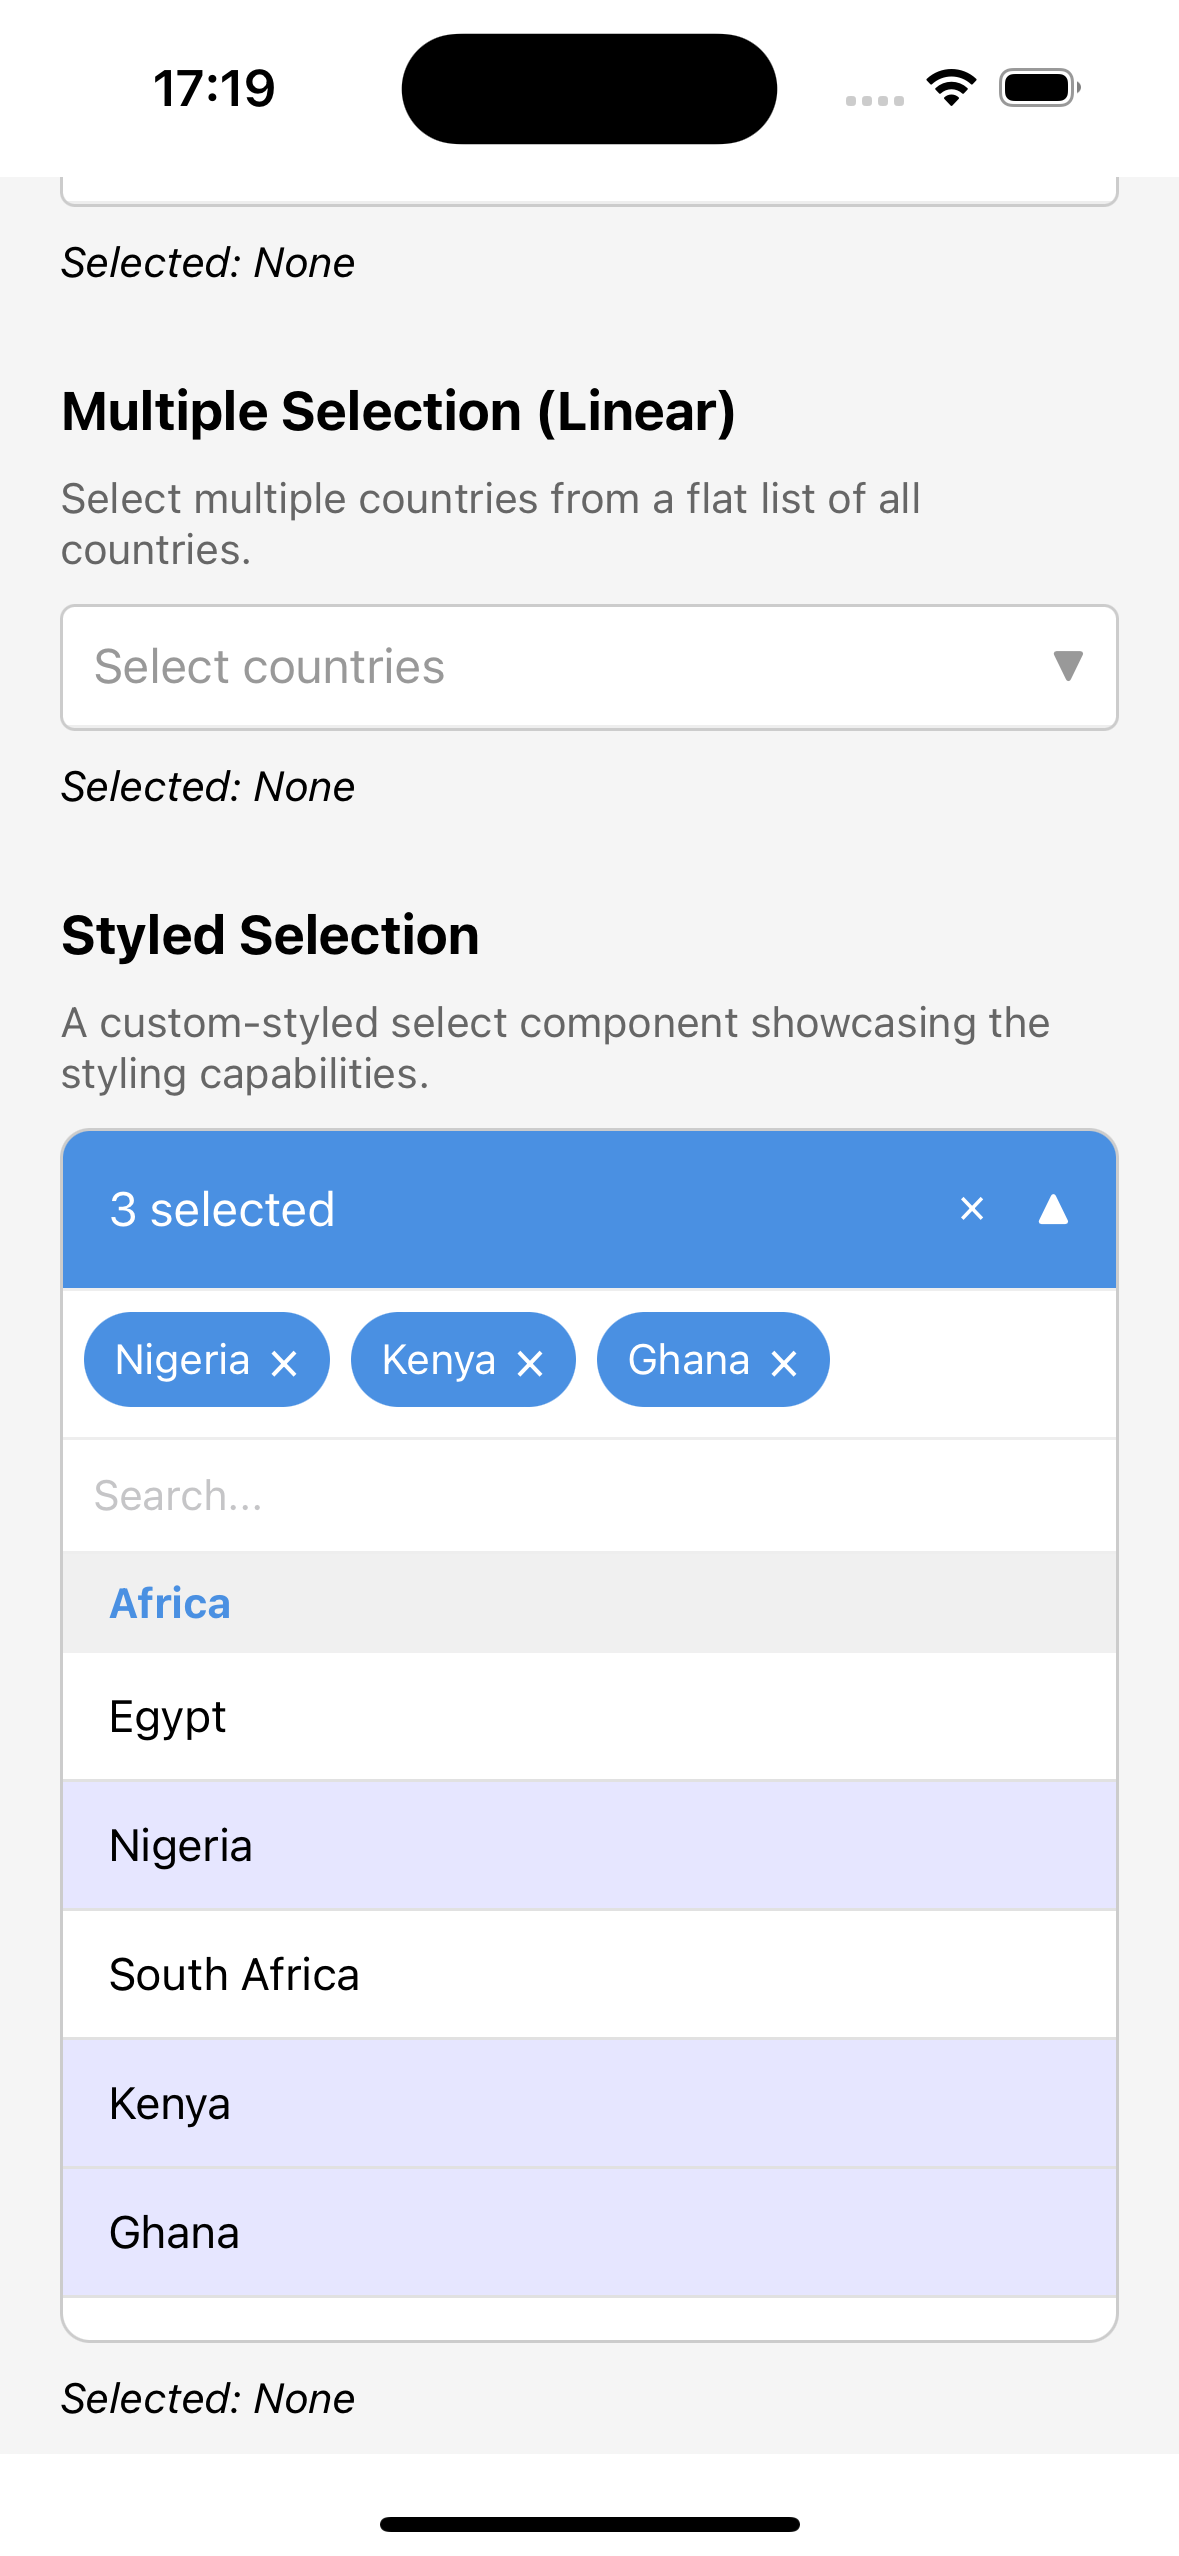 17:19
Selected: None
Multiple Selection (Linear)
Select multiple countries from a flat list of all
countries.
Select countries
Selected: None
Styled Selection
A custom-styled select component showcasing the
styling capabilities.
3 selected
Nigeria × Kenya × Ghana ×
Search...
Africa
Egypt
Nigeria
South Africa
Kenya
Ghana
Selected: None